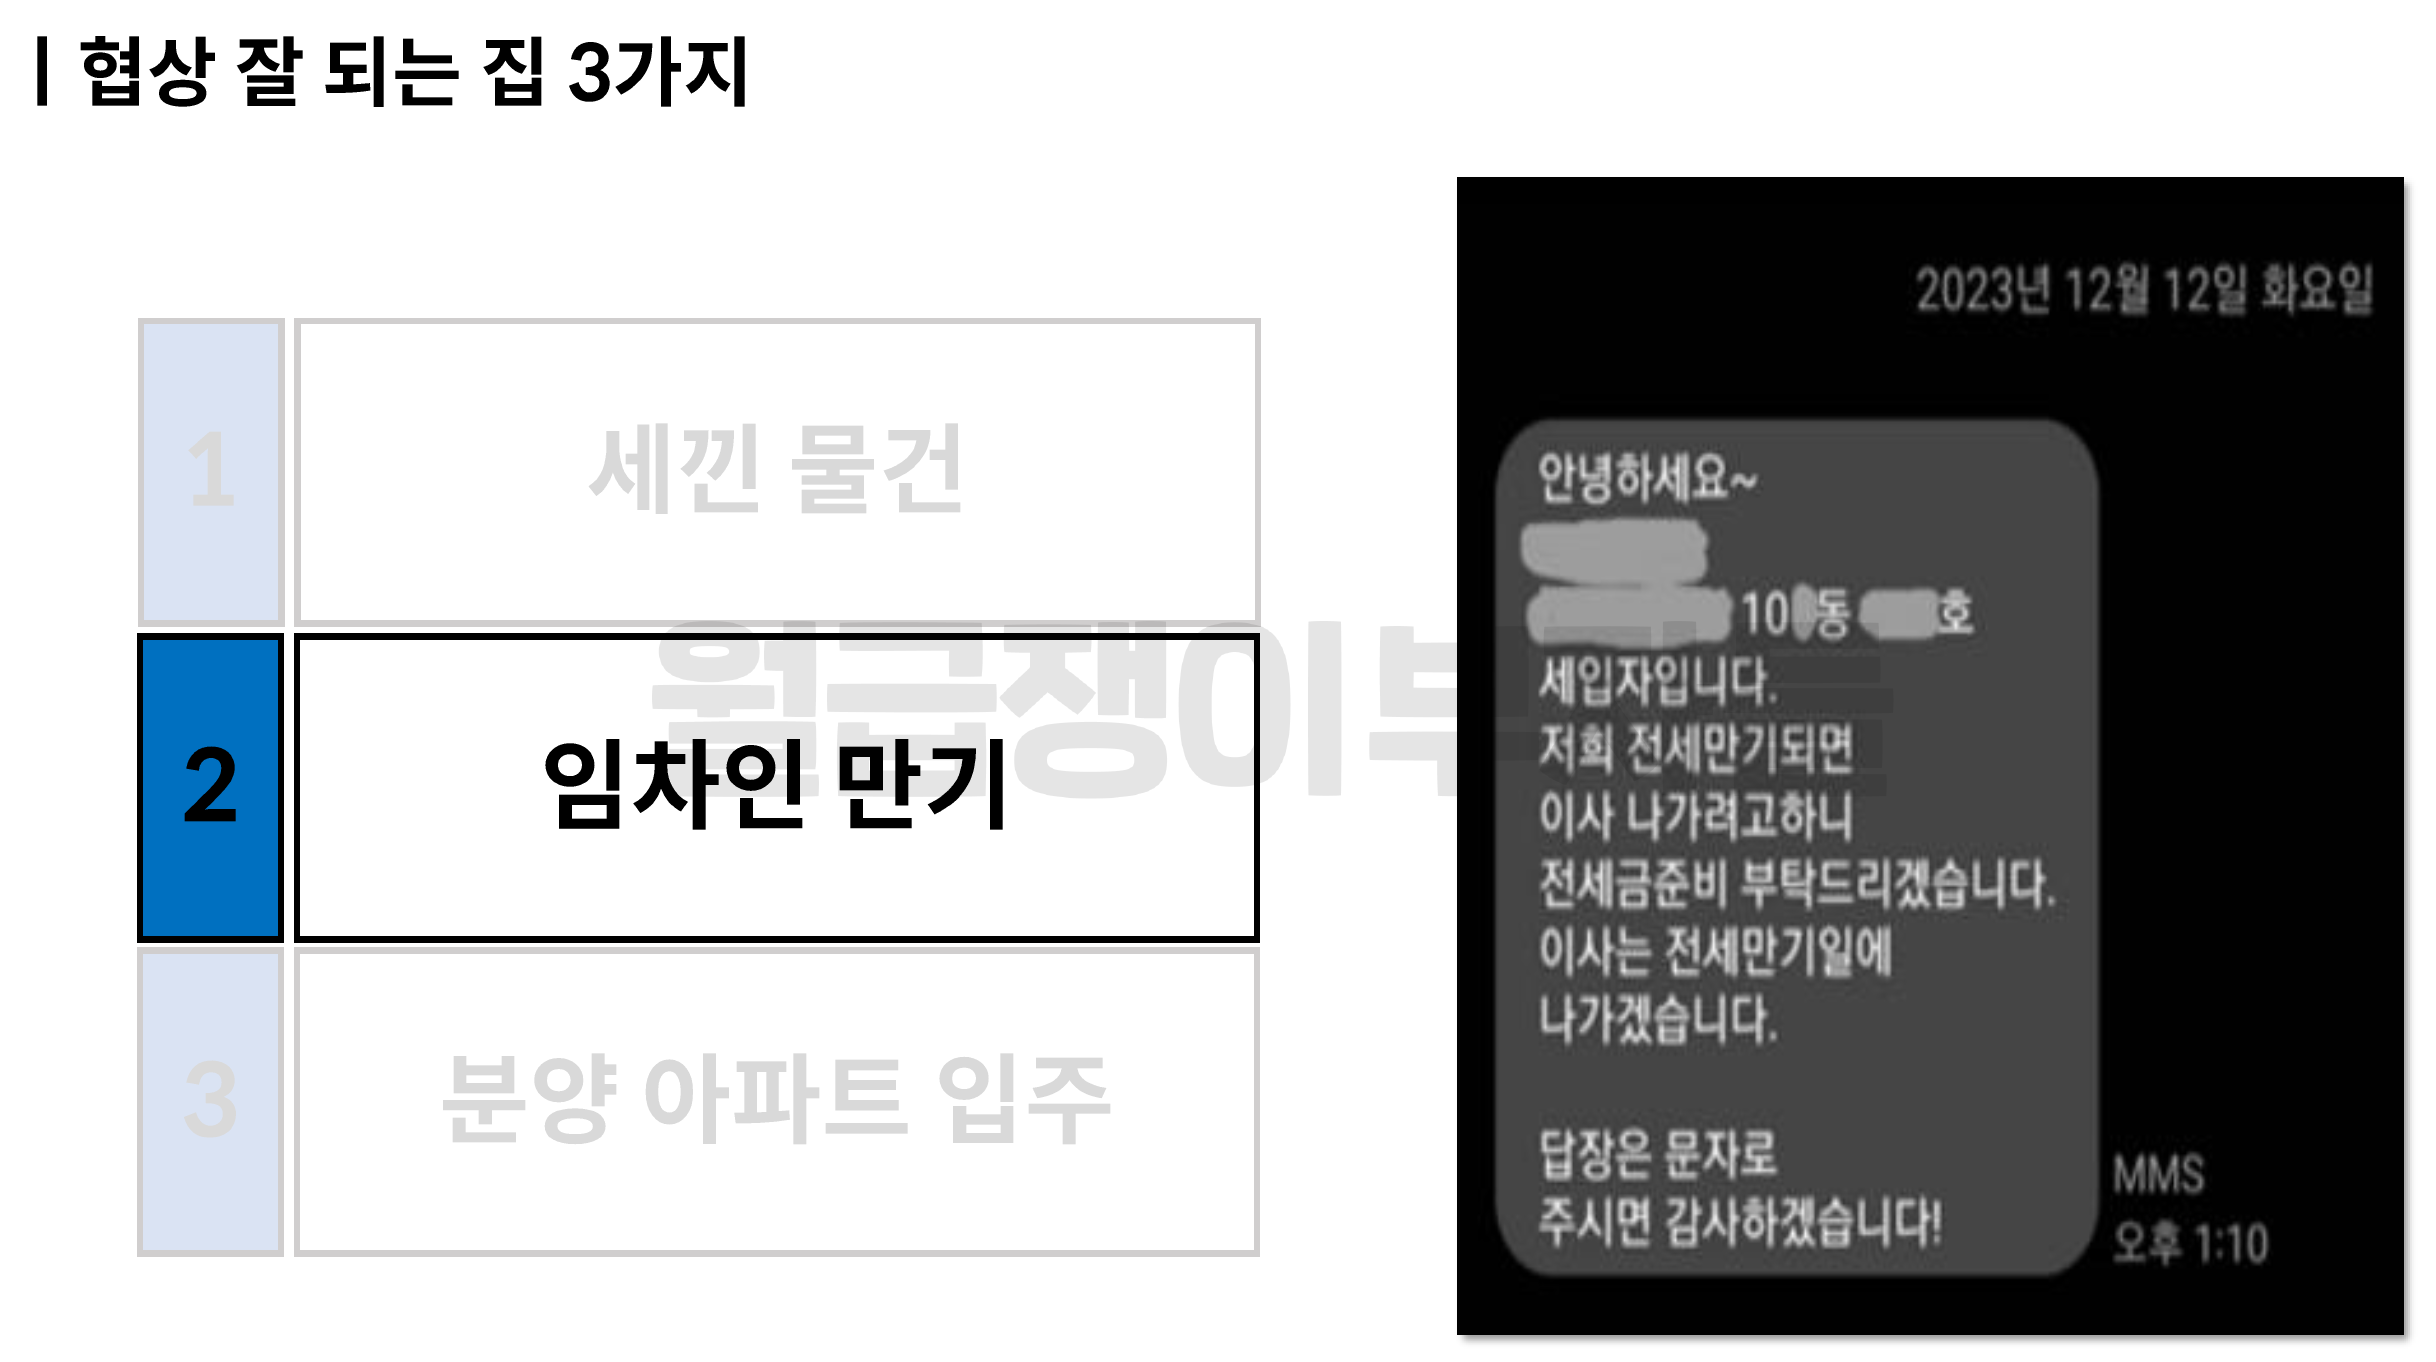 | 협상 잘 되는 집 3가지
1
세낀 물건
2
임차인 만기
3
분양 아파트 입주
월급쟁이부
2023년 12월 12일 화요일
안녕하세요~
10 동 호
세입자입니다.
저희 전세만기되면
이사 나가려고하니
전세금준비 부탁드리겠습니다.
이사는 전세만기일에
나가겠습니다.
답장은 문자로
주시면 감사하겠습니다!
MMS
오후 1:10